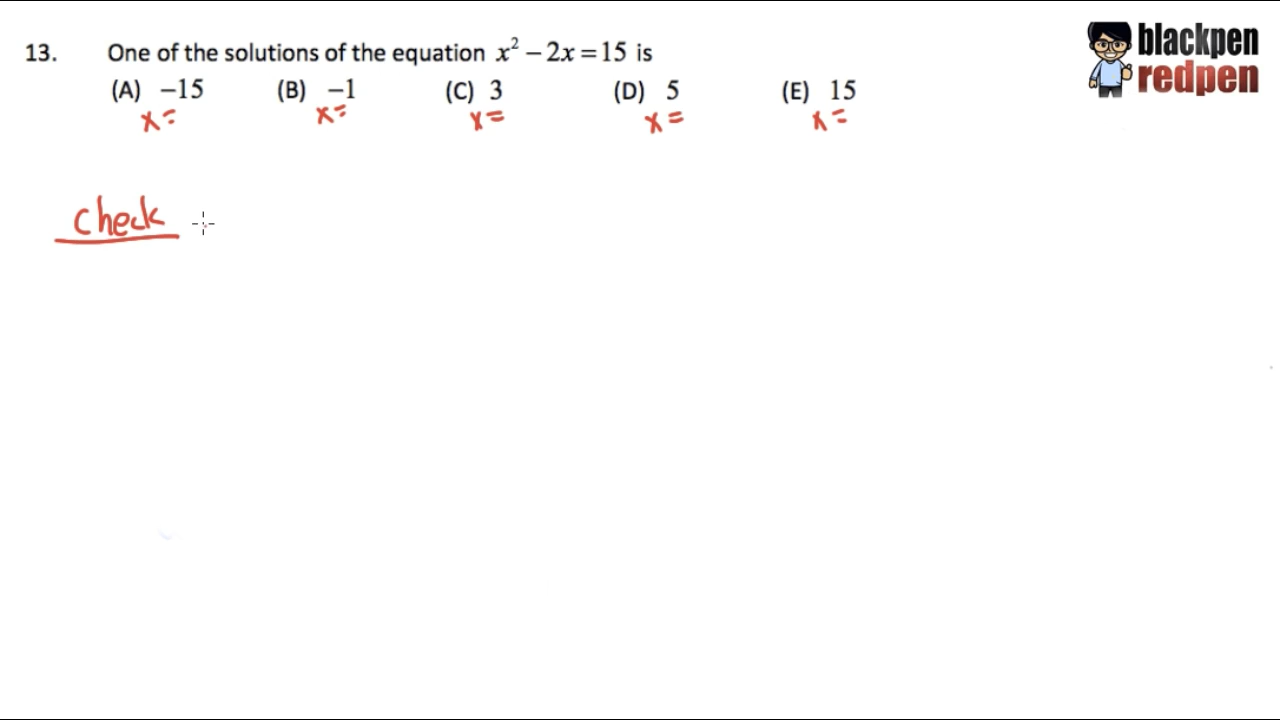 13. One of the solutions of the equation x² − 2x = 15 is
(A) −15 (B) −1 (C) 3 (D) 5 (E) 15
x= x= x= x= x=
check
blackpen
redpen